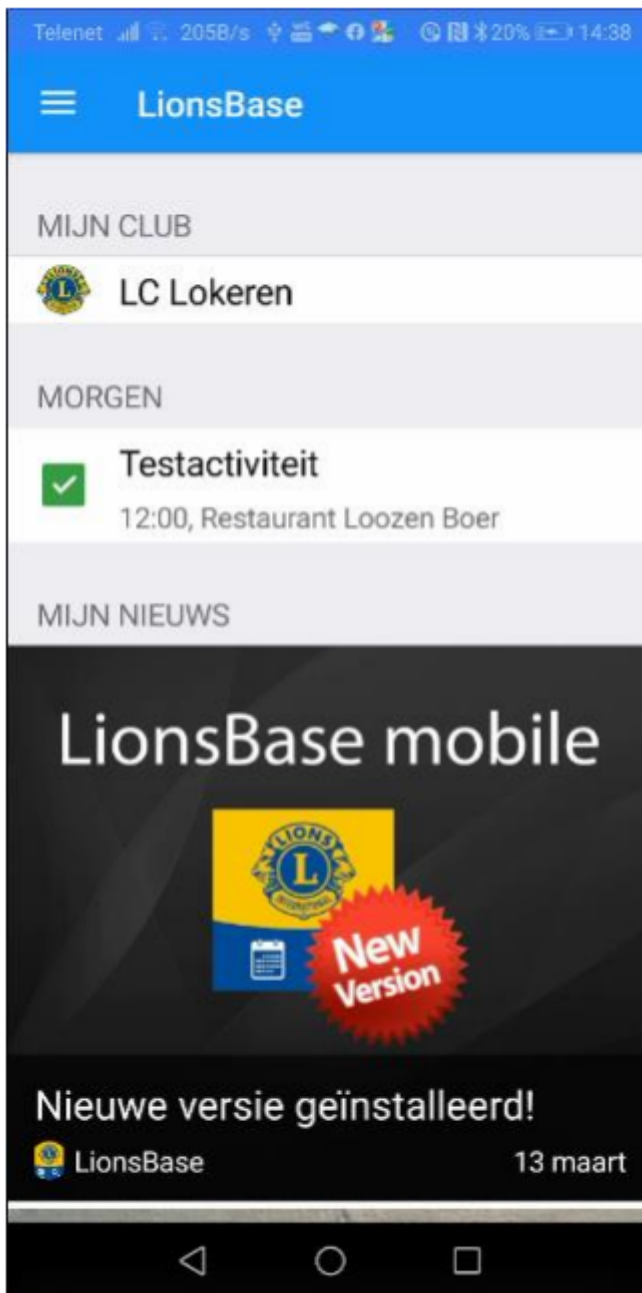 Telenet 205B/s 20% 14:38
LionsBase
MIJN CLUB
L LC Lokeren
MORGEN
Testactiviteit
12:00, Restaurant Loozen Boer
MIJN NIEUWS
LionsBase mobile
LIONS
L
INTERNATIONAL
New
Version
Nieuwe versie geïnstalleerd!
LionsBase 13 maart